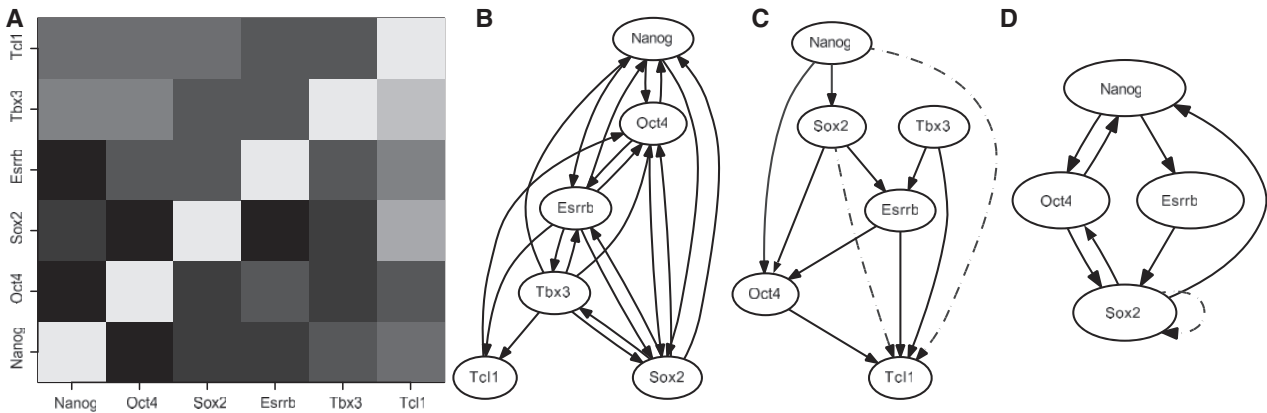 A
Tcl1
Tbx3
Esrrb
Sox2
Oct4
Nanog
Nanog Oct4 Sox2 Esrrb Tbx3 Tcl1
B
Nanog
Oct4
Esrrb
Tbx3
Tcl1 Sox2
C
Nanog
Sox2 Tbx3
Esrrb
Oct4
Tcl1
D
Nanog
Oct4 Esrrb
Sox2